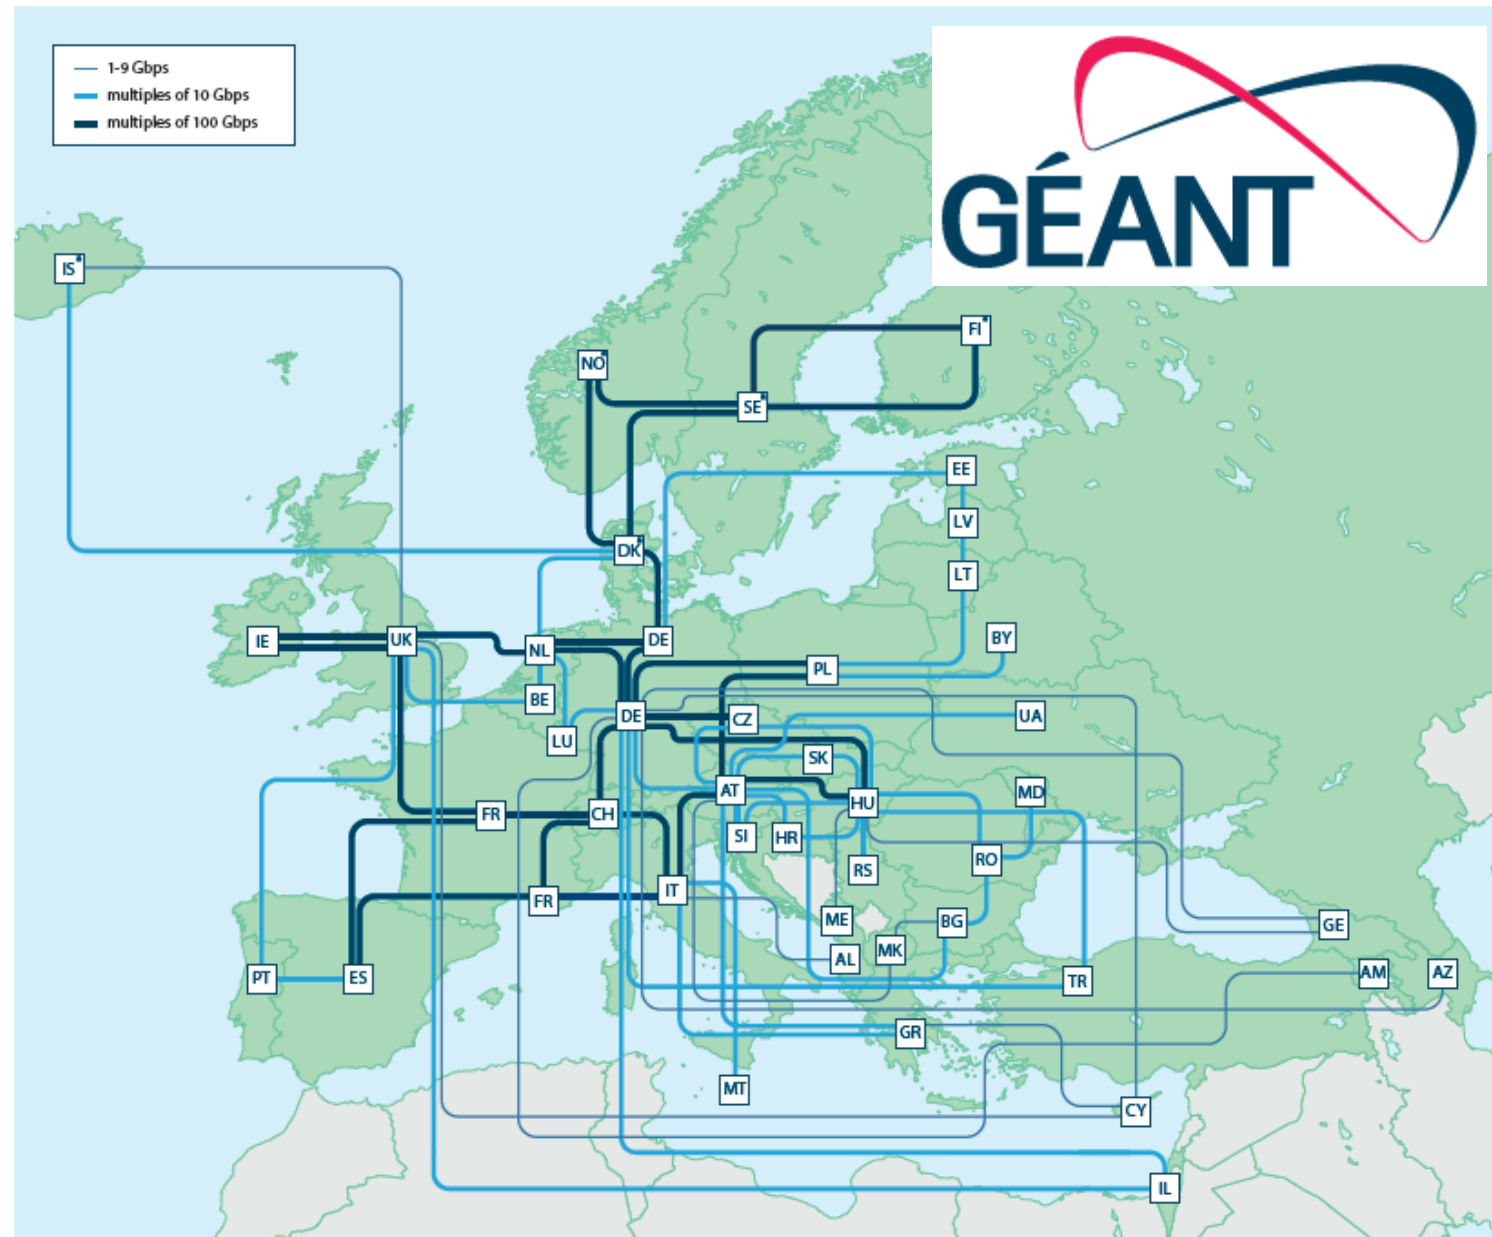 1-9 Gbps
multiples of 10 Gbps
multiples of 100 Gbps
GÉANT
IS*
FI*
NO*
SE*
EE
LV
DK*
LT
IE
UK
NL
DE
BY
PL
BE
DE
CZ
UA
LU
SK
AT
HU
MD
FR
CH
SI
HR
RO
RS
IT
FR
ME
BG
GE
MK
AL
PT
ES
TR
AM
AZ
GR
MT
CY
IL